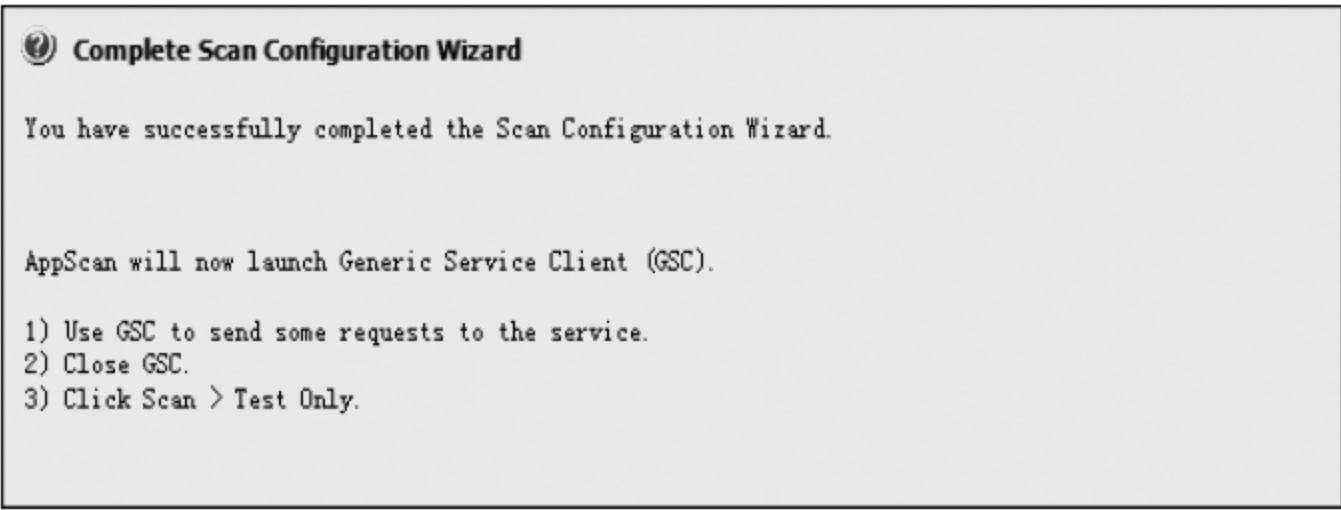 Complete Scan Configuration Wizard
You have successfully completed the Scan Configuration Wizard.
AppScan will now launch Generic Service Client (GSC).
1) Use GSC to send some requests to the service.
2) Close GSC.
3) Click Scan > Test Only.